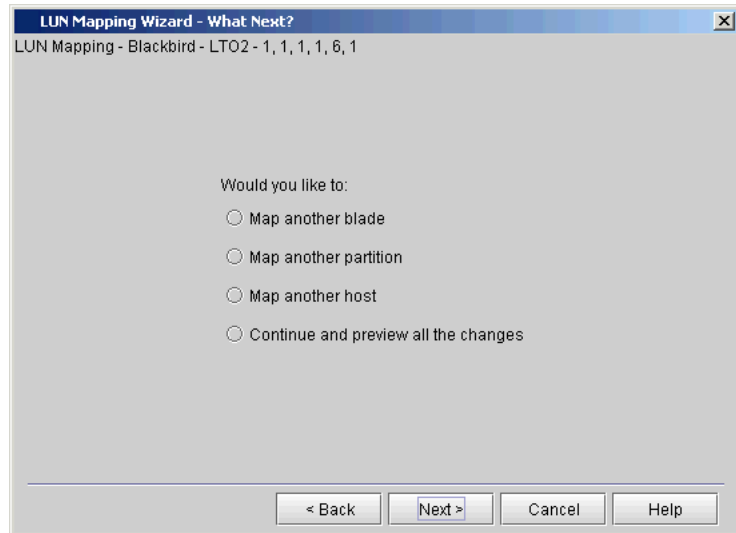 LUN Mapping Wizard - What Next?
LUN Mapping - Blackbird - LTO2 - 1, 1, 1, 1, 6, 1
Would you like to:
Map another blade
Map another partition
Map another host
Continue and preview all the changes
< Back Next > Cancel Help